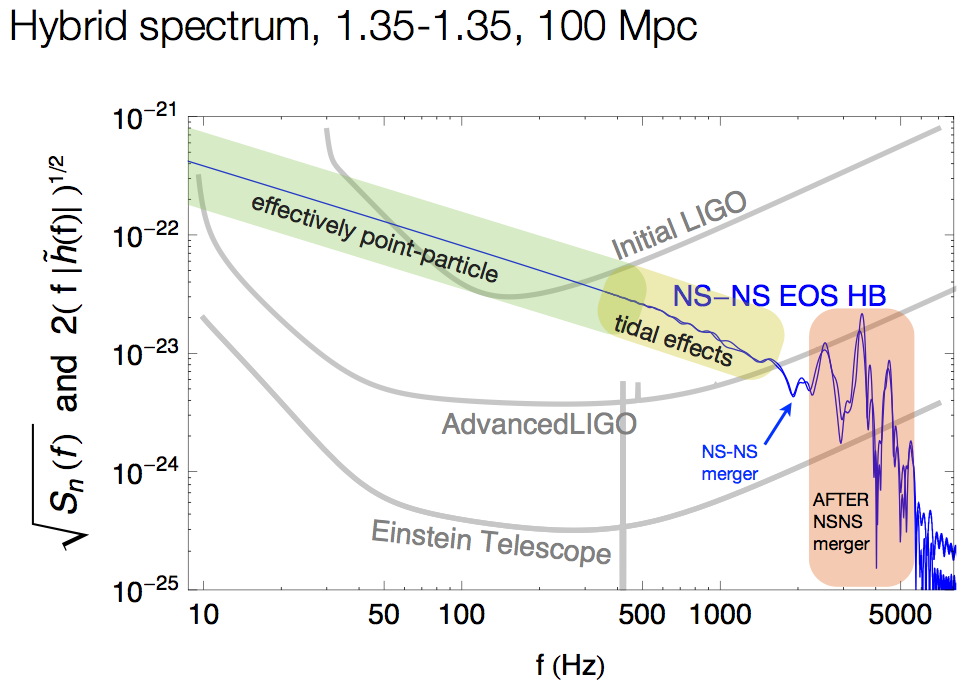 Hybrid spectrum, 1.35-1.35, 100 Mpc
√Sₙ(f) and 2( f |h̃(f)| )^1/2
10⁻²¹
10⁻²²
10⁻²³
10⁻²⁴
10⁻²⁵
effectively point-particle
Initial LIGO
NS−NS EOS HB
tidal effects
AdvancedLIGO
NS-NS
merger
Einstein Telescope
AFTER
NSNS
merger
10 50 100 500 1000 5000
f (Hz)